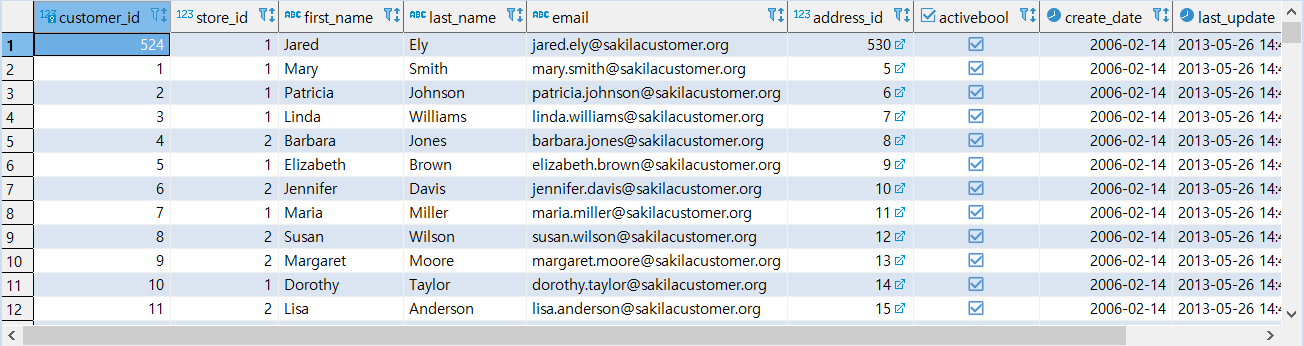 123 customer_id 123 store_id ABC first_name ABC last_name ABC email 123 address_id activebool create_date last_update
1 524 1 Jared Ely jared.ely@sakilacustomer.org 530 2006-02-14 2013-05-26 14:4
2 1 1 Mary Smith mary.smith@sakilacustomer.org 5 2006-02-14 2013-05-26 14:4
3 2 1 Patricia Johnson patricia.johnson@sakilacustomer.org 6 2006-02-14 2013-05-26 14:4
4 3 1 Linda Williams linda.williams@sakilacustomer.org 7 2006-02-14 2013-05-26 14:4
5 4 2 Barbara Jones barbara.jones@sakilacustomer.org 8 2006-02-14 2013-05-26 14:4
6 5 1 Elizabeth Brown elizabeth.brown@sakilacustomer.org 9 2006-02-14 2013-05-26 14:4
7 6 2 Jennifer Davis jennifer.davis@sakilacustomer.org 10 2006-02-14 2013-05-26 14:4
8 7 1 Maria Miller maria.miller@sakilacustomer.org 11 2006-02-14 2013-05-26 14:4
9 8 2 Susan Wilson susan.wilson@sakilacustomer.org 12 2006-02-14 2013-05-26 14:4
10 9 2 Margaret Moore margaret.moore@sakilacustomer.org 13 2006-02-14 2013-05-26 14:4
11 10 1 Dorothy Taylor dorothy.taylor@sakilacustomer.org 14 2006-02-14 2013-05-26 14:4
12 11 2 Lisa Anderson lisa.anderson@sakilacustomer.org 15 2006-02-14 2013-05-26 14:4